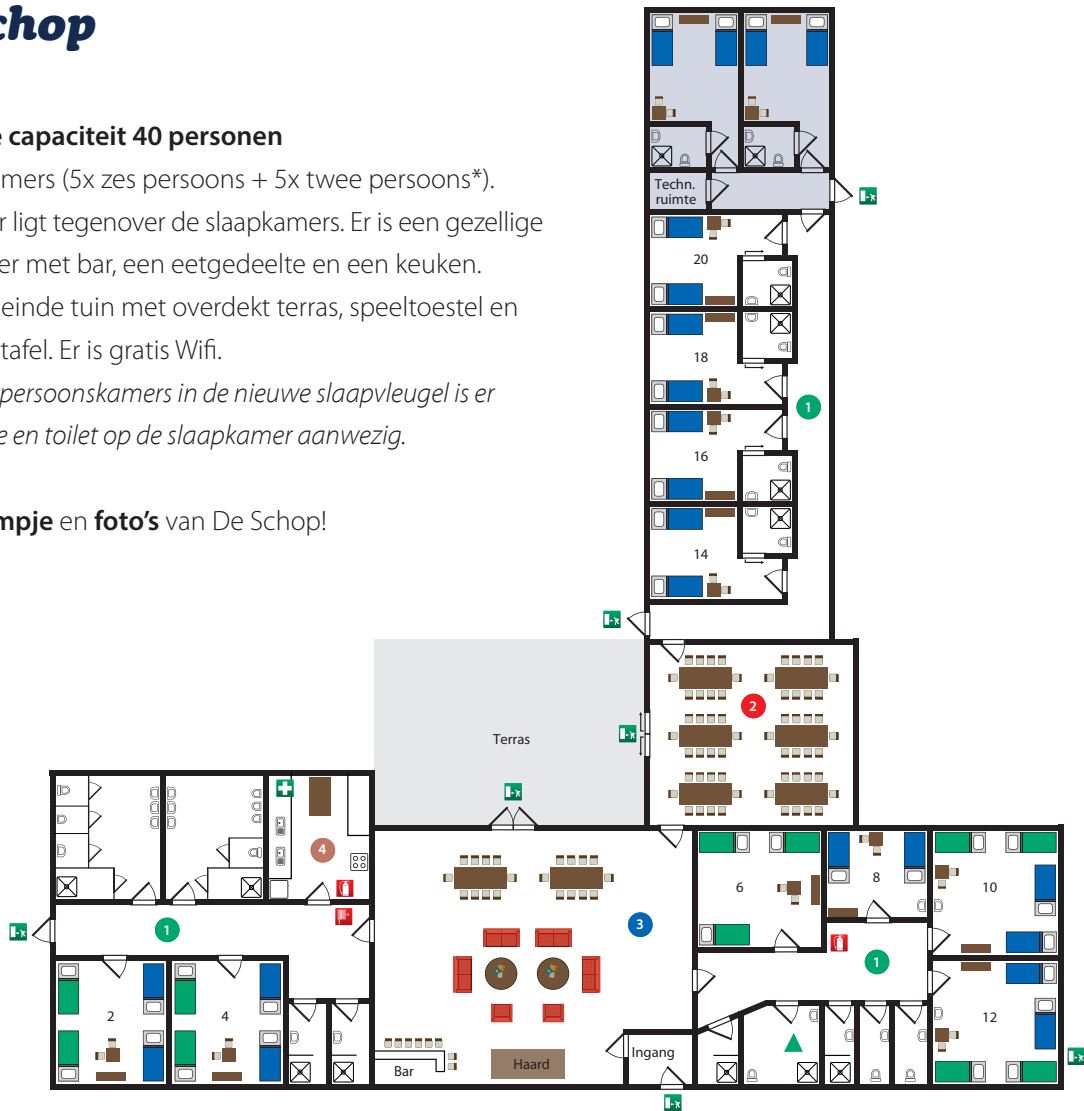 chop
e capaciteit 40 personen
mers (5x zes persoons + 5x twee persoons*).
r ligt tegenover de slaapkamers. Er is een gezellige
er met bar, een eetgedeelte en een keuken.
einde tuin met overdekt terras, speeltoestel en
tafel. Er is gratis Wifi.
persoonskamers in de nieuwe slaapvleugel is er
e en toilet op de slaapkamer aanwezig.
mpje en foto's van De Schop!
Techn.
ruimte
20
18
1
16
14
2
Terras
4
6
8
10
3
1
1
2
4
12
Ingang
Haard
Bar